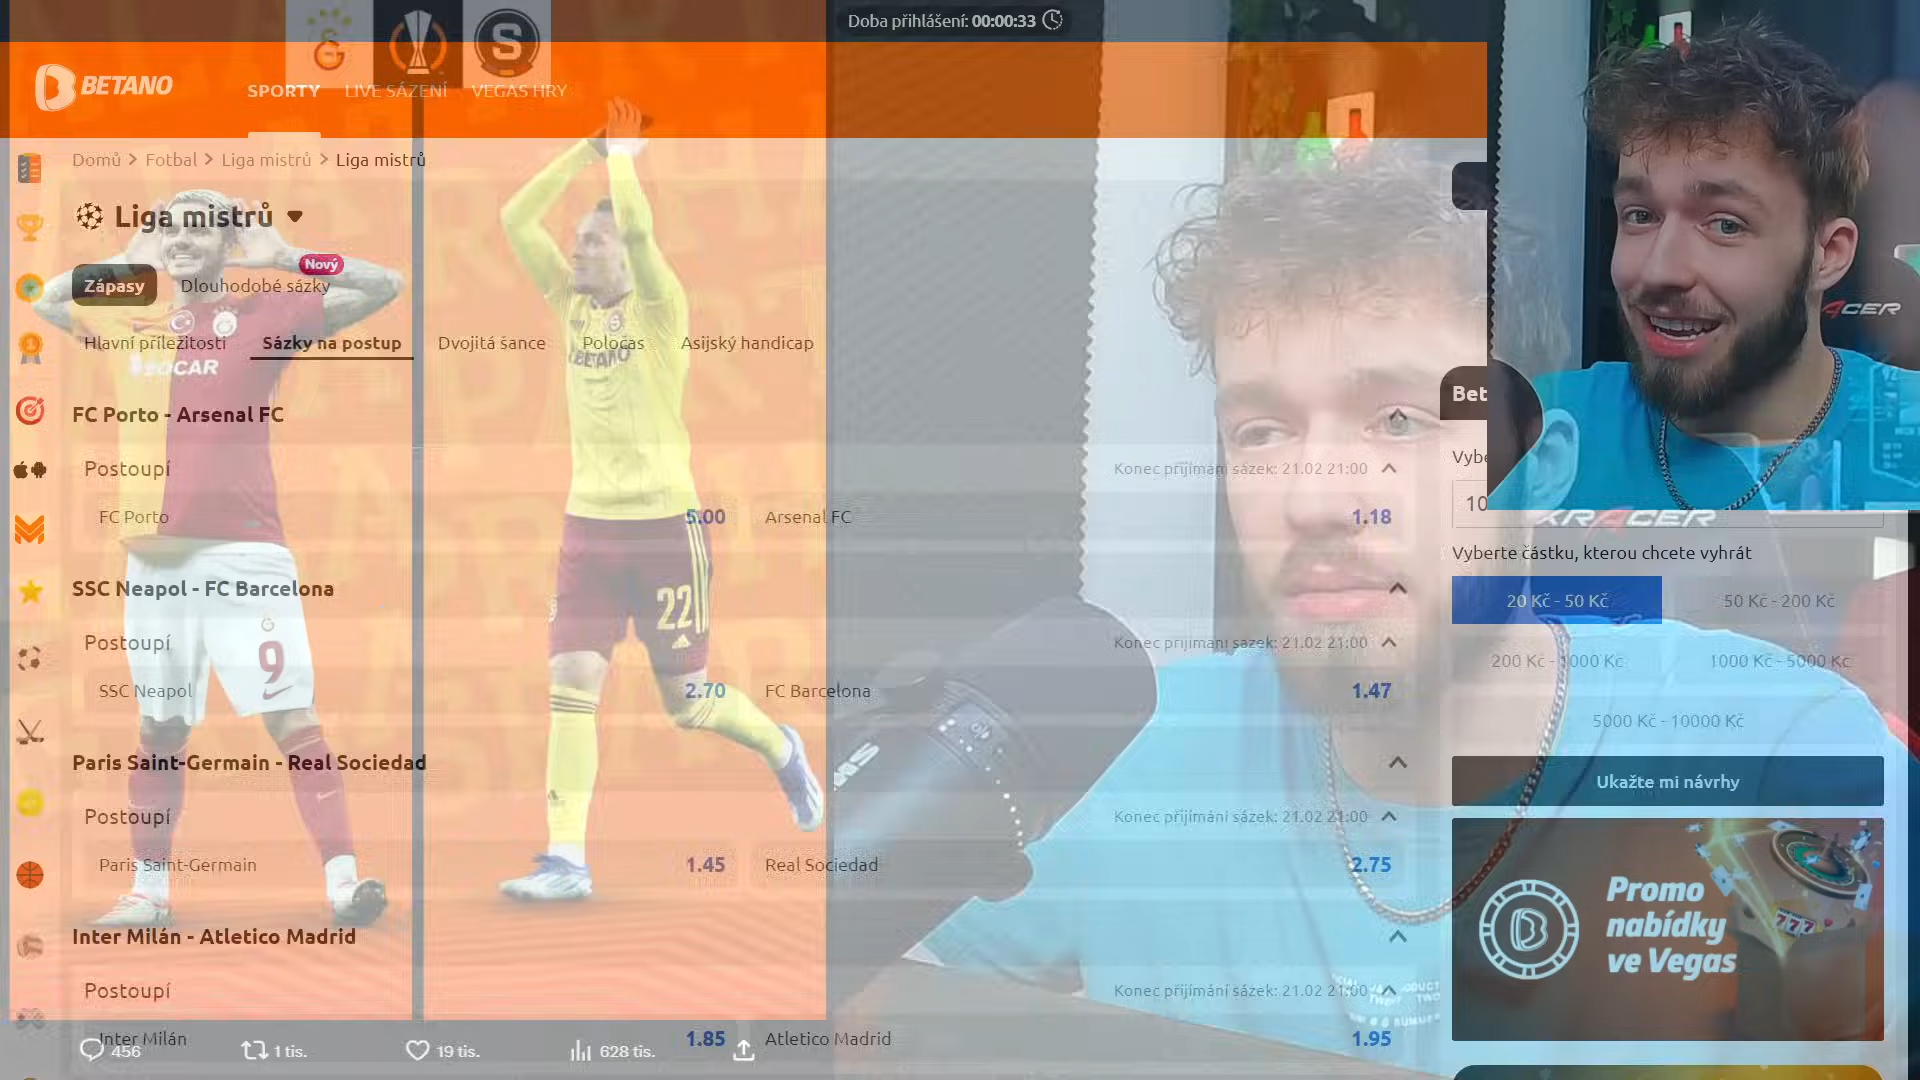 Doba přihlášení: 00:00:33
BETANO
SPORTY LIVE SÁZENÍ VEGAS HRY
Domů > Fotbal > Liga mistrů > Liga mistrů
Liga mistrů
Nový
Zápasy Dlouhodobé sázky
Hlavní příležitosti Sázky na postup Dvojitá šance Poločas Asijský handicap
FC Porto - Arsenal FC
Postoupí Konec přijímání sázek: 21.02 21:00
FC Porto 5.00 Arsenal FC 1.18
SSC Neapol - FC Barcelona
Postoupí Konec přijímání sázek: 21.02 21:00
SSC Neapol 2.70 FC Barcelona 1.47
Paris Saint-Germain - Real Sociedad
Postoupí Konec přijímání sázek: 21.02 21:00
Paris Saint-Germain 1.45 Real Sociedad 2.75
Inter Milán - Atletico Madrid
Postoupí Konec přijímání sázek: 21.02 21:00
Inter Milán 1.85 Atletico Madrid 1.95
456 1 tis. 19 tis. 628 tis.
BETANO
22
9
S
Bet
Vybe
10
Vyberte částku, kterou chcete vyhrát
20 Kč - 50 Kč 50 Kč - 200 Kč
200 Kč - 1000 Kč 1000 Kč - 5000 Kč
5000 Kč - 10000 Kč
Ukažte mi návrhy
Promo
nabídky
ve Vegas
777